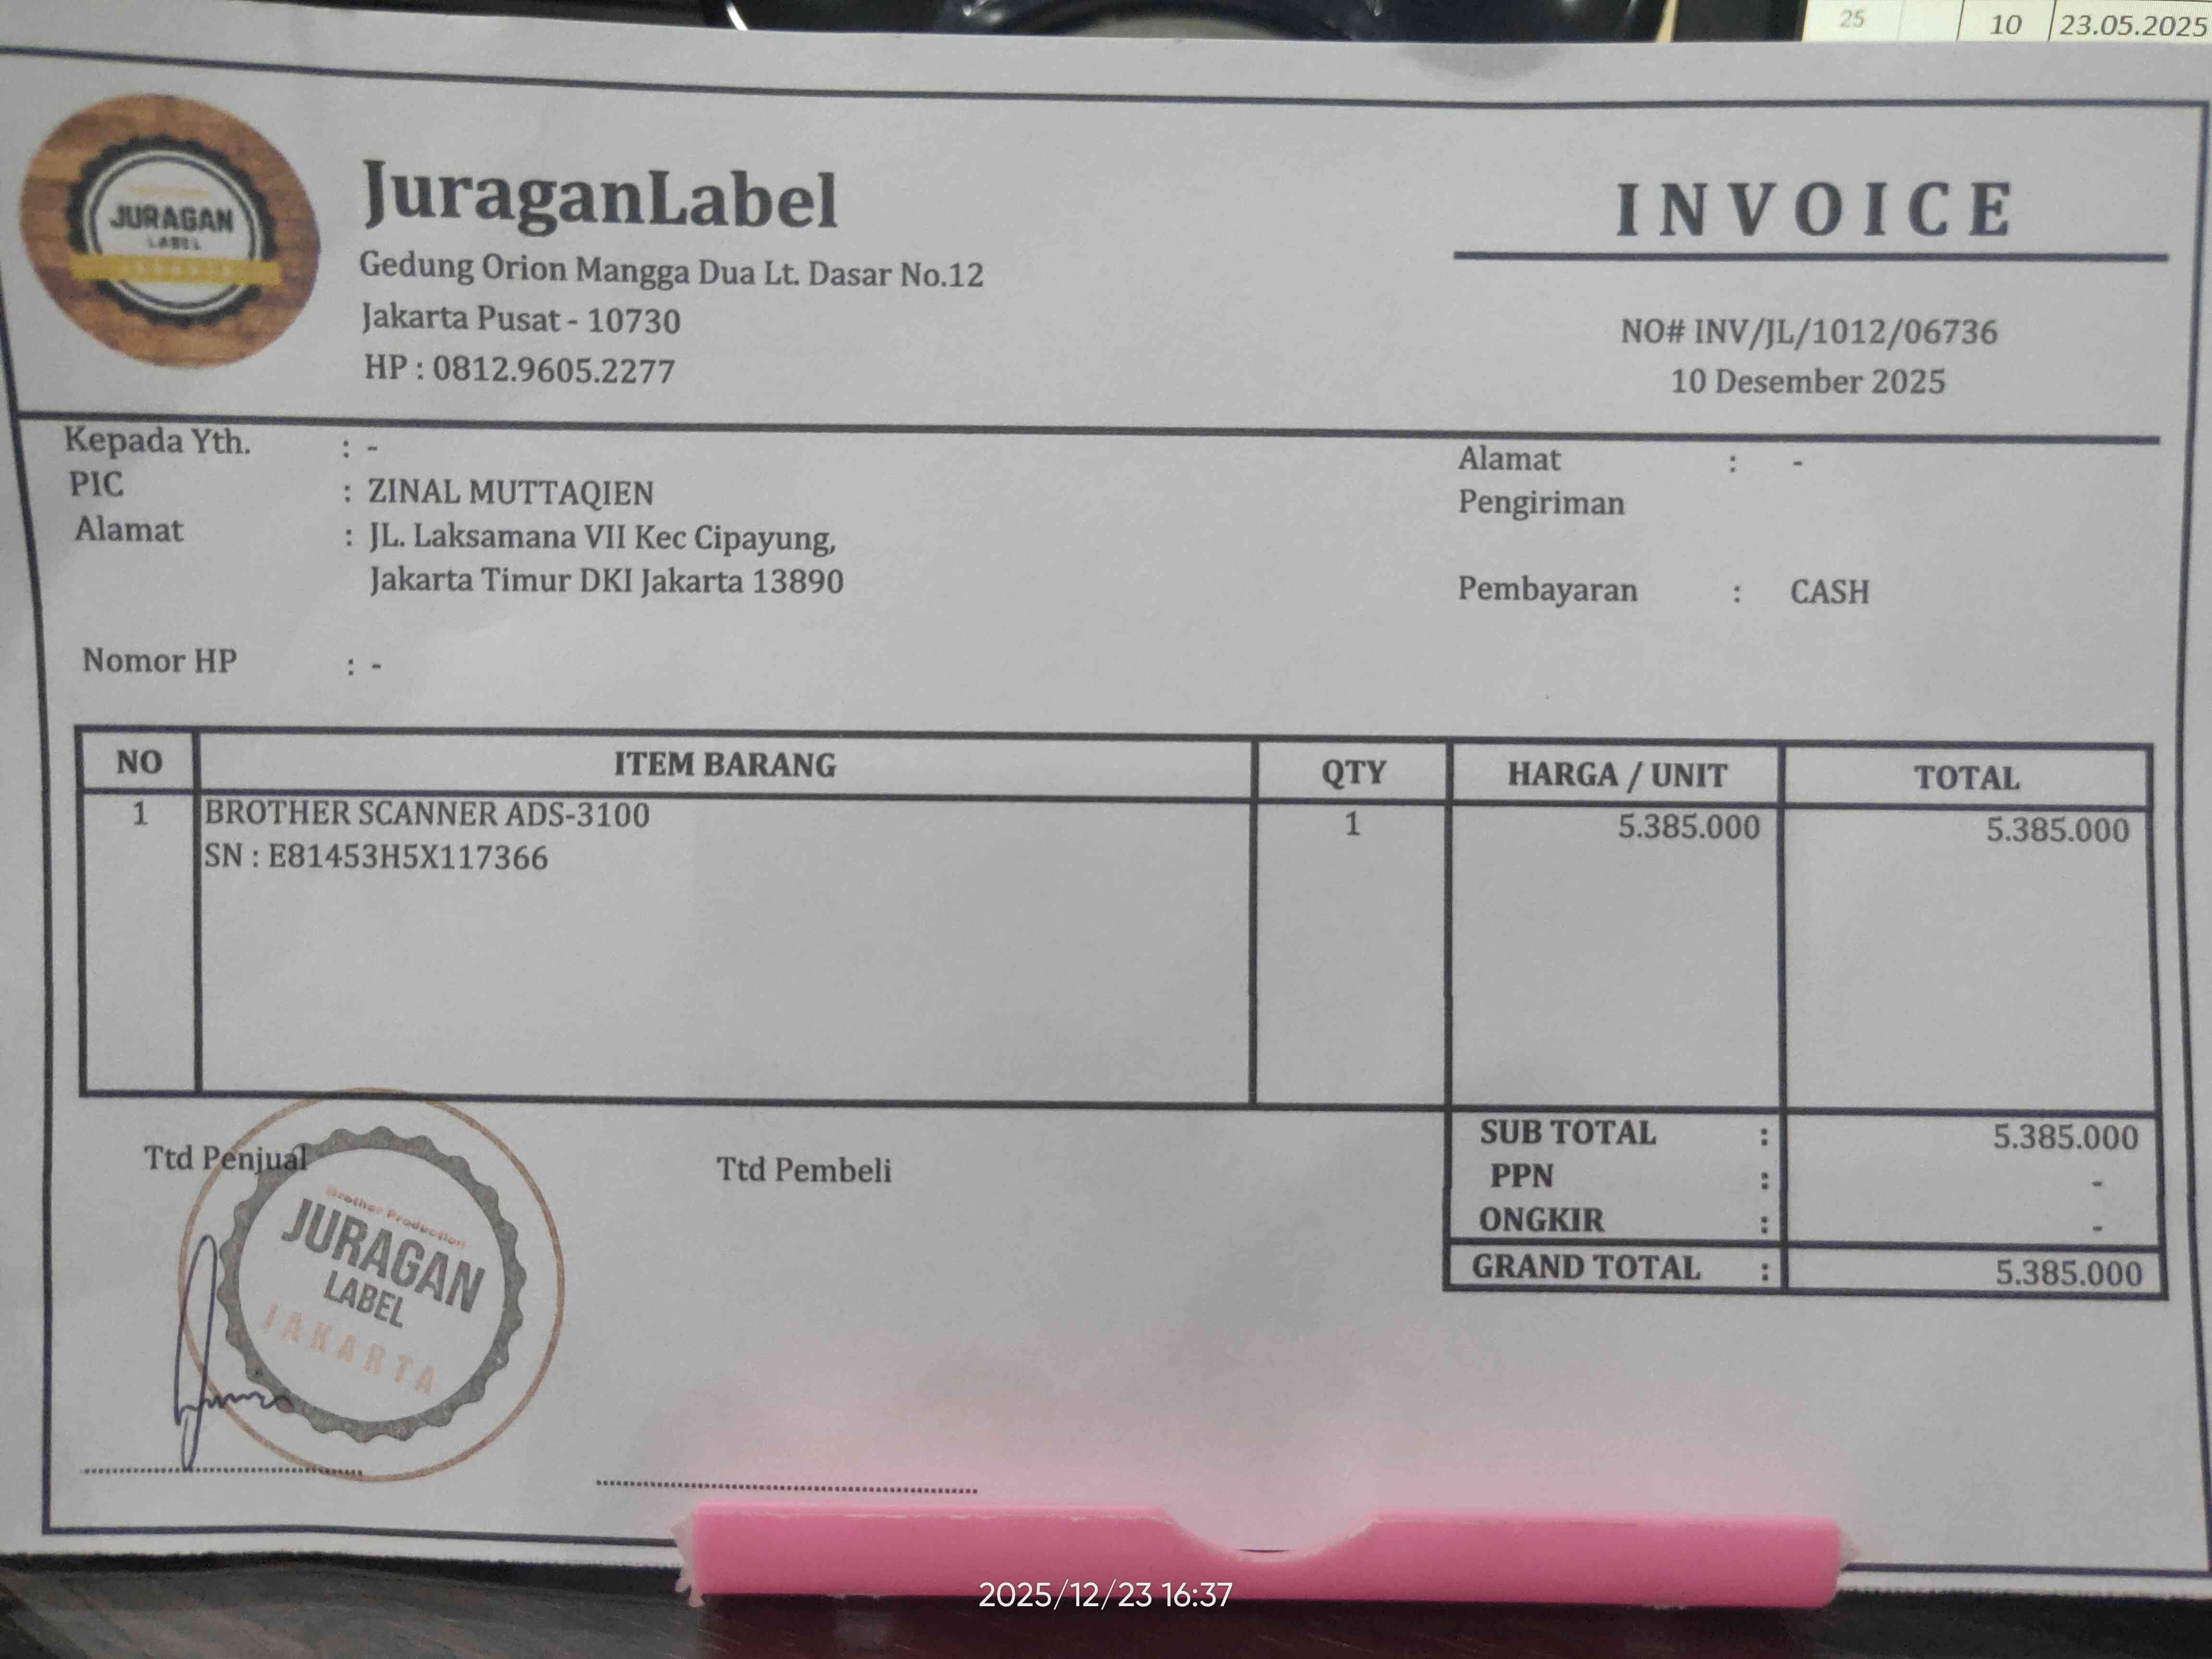 25 10 23.05.2025
JURAGAN
LABEL
JuraganLabel
Gedung Orion Mangga Dua Lt. Dasar No.12
Jakarta Pusat - 10730
HP : 0812.9605.2277
INVOICE
NO# INV/JL/1012/06736
10 Desember 2025
Kepada Yth. : -
PIC : ZINAL MUTTAQIEN
Alamat : JL. Laksamana VII Kec Cipayung,
Jakarta Timur DKI Jakarta 13890
Nomor HP : -
Alamat : -
Pengiriman
Pembayaran : CASH
NO ITEM BARANG QTY HARGA / UNIT TOTAL
1 BROTHER SCANNER ADS-3100 1 5.385.000 5.385.000
SN : E81453H5X117366
SUB TOTAL : 5.385.000
PPN : -
ONGKIR : -
GRAND TOTAL : 5.385.000
Ttd Penjual
Ttd Pembeli
Brother Production
JURAGAN
LABEL
JAKARTA
2025/12/23 16:37